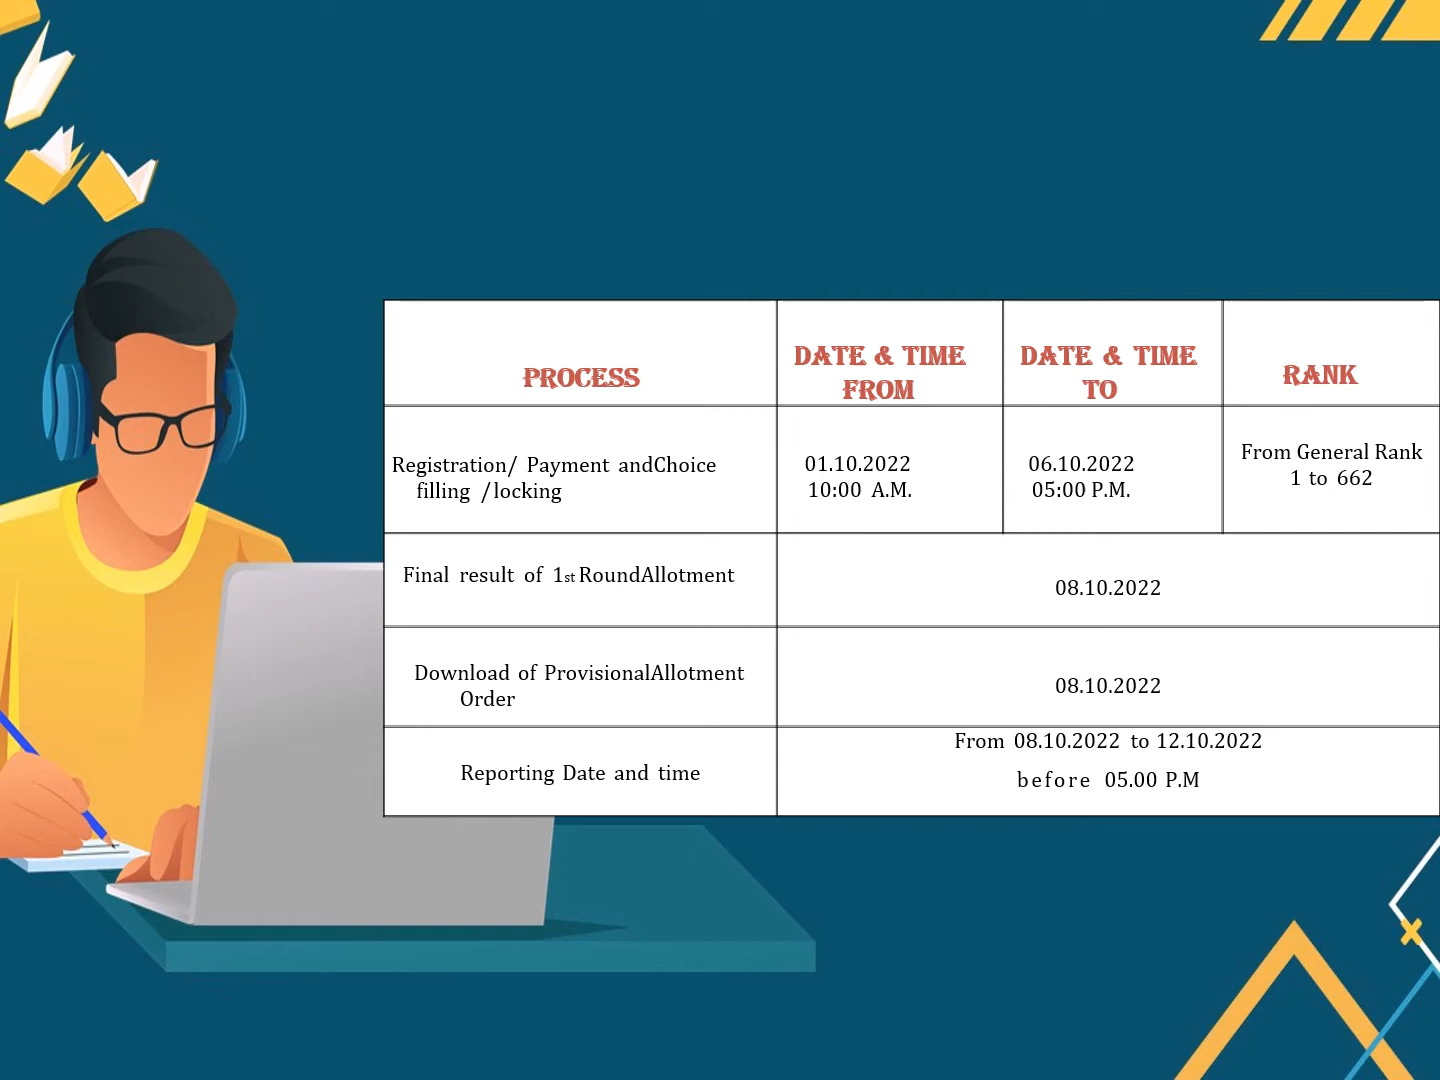 PROCESS
DATE & TIME
FROM
DATE & TIME
TO
RANK
Registration/ Payment andChoice
filling /locking
01.10.2022
10:00 A.M.
06.10.2022
05:00 P.M.
From General Rank
1 to 662
Final result of 1st RoundAllotment
08.10.2022
Download of ProvisionalAllotment
Order
08.10.2022
Reporting Date and time
From 08.10.2022 to 12.10.2022
before 05.00 P.M